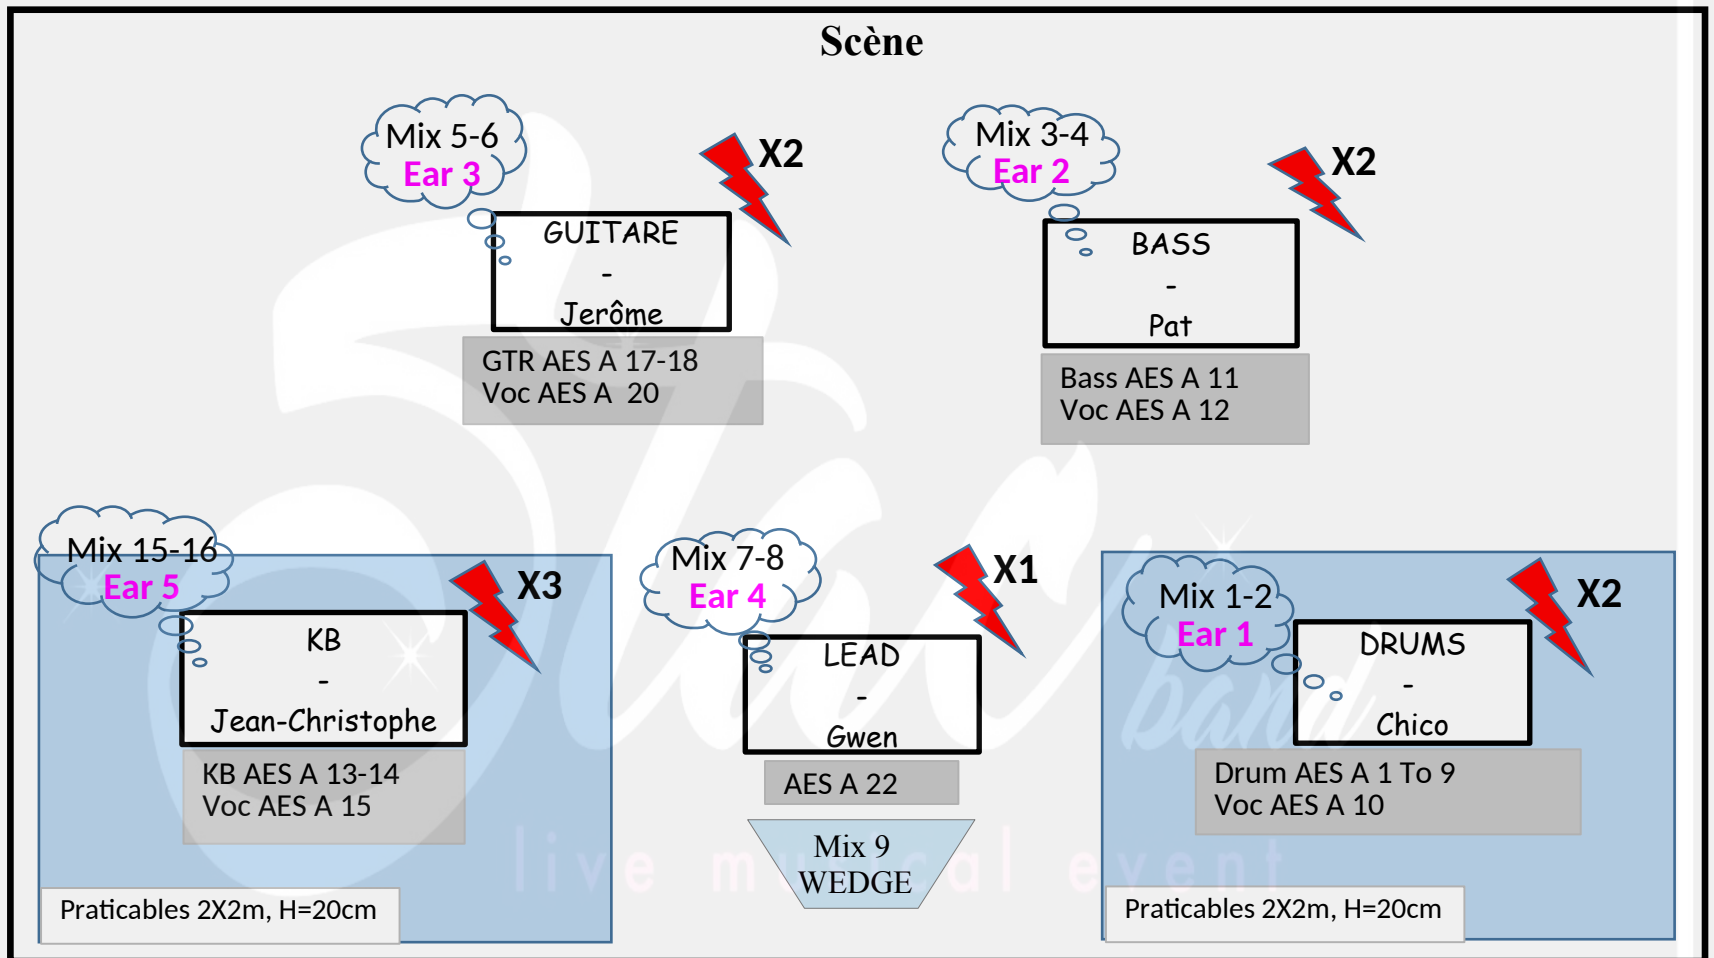 Scène
Mix 5-6
Ear 3
X2
GUITARE
-
Jerôme
GTR AES A 17-18
Voc AES A  20
Mix 3-4
Ear 2
X2
BASS
-
Pat
Bass AES A 11
Voc AES A 12
Mix 15-16
Ear 5
X3
KB
-
Jean-Christophe
KB AES A 13-14
Voc AES A 15
Praticables 2X2m, H=20cm
Mix 7-8
Ear 4
X1
LEAD
-
Gwen
AES A 22
Mix 9
WEDGE
Mix 1-2
Ear 1
X2
DRUMS
-
Chico
Drum AES A 1 To 9
Voc AES A 10
Praticables 2X2m, H=20cm
band
live musical event